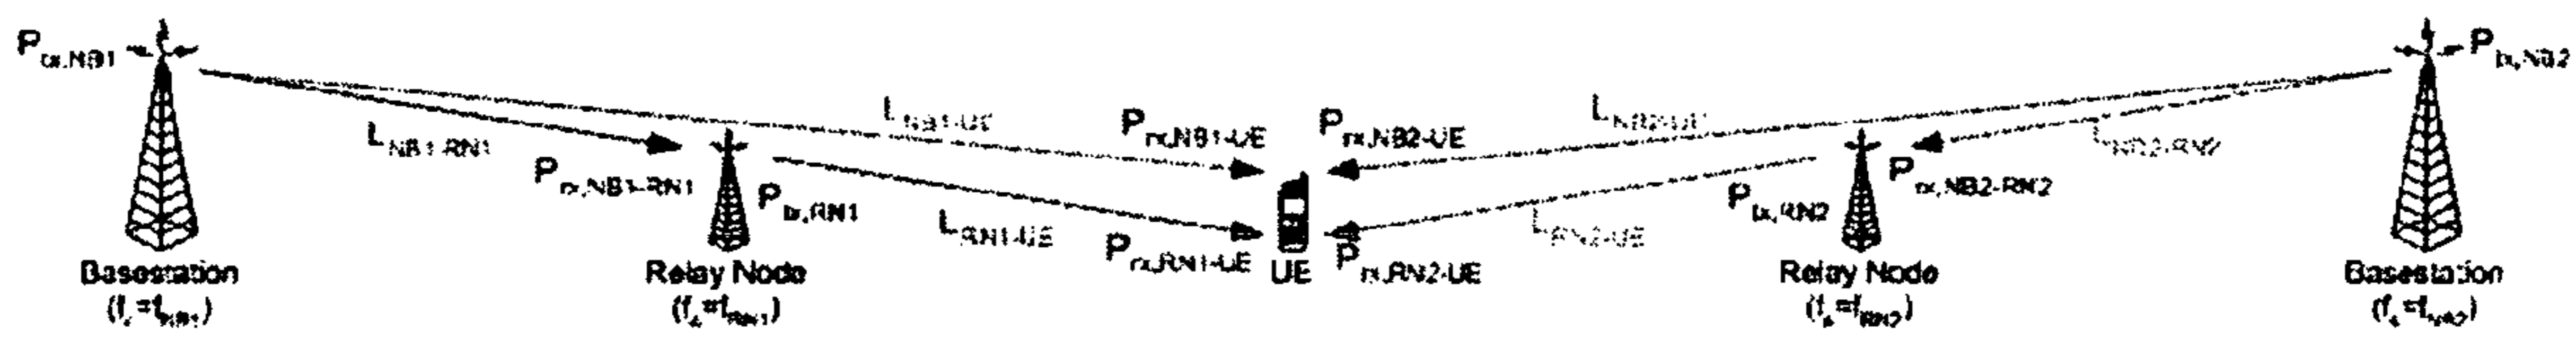 P_tx,NB1
P_tx,NB2
L_NB1-UE
L_NB2-UE
L_NB1-RN1
P_rx,NB1-UE
P_rx,NB2-UE
L_NB2-RN2
P_rx,NB1-RN1
P_tx,RN1
L_RN1-UE
P_rx,RN1-UE
UE
P_rx,RN2-UE
L_RN2-UE
P_tx,RN2
P_rx,NB2-RN2
Basestation
Relay Node
Relay Node
Basestation